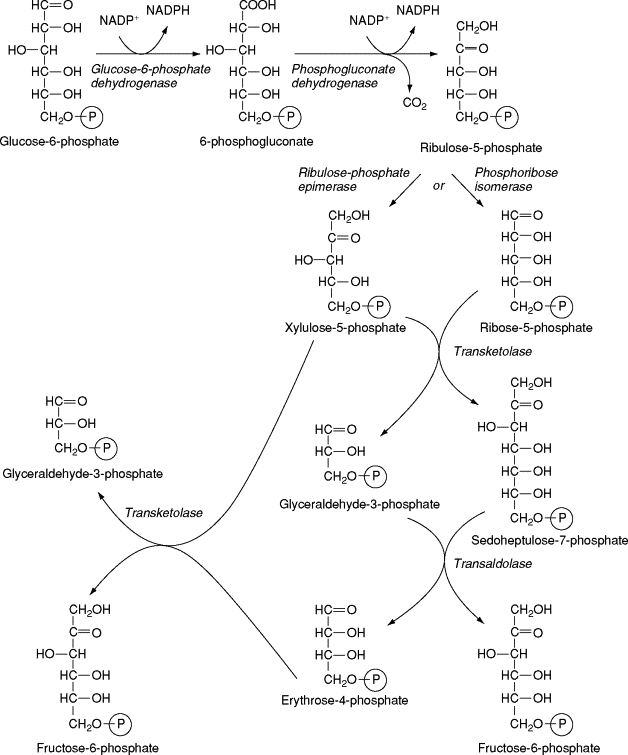 HC=O
HC–OH
HO–CH
HC–OH
HC–OH
CH₂O–P
Glucose-6-phosphate
NADP⁺
NADPH
Glucose-6-phosphate
dehydrogenase
COOH
HC–OH
HO–CH
HC–OH
HC–OH
CH₂O–P
6-phosphogluconate
NADP⁺
NADPH
Phosphogluconate
dehydrogenase
CO₂
CH₂OH
C=O
HC–OH
HC–OH
CH₂O–P
Ribulose-5-phosphate
Ribulose-phosphate
epimerase
or
Phosphoribose
isomerase
CH₂OH
C=O
HO–CH
HC–OH
CH₂O–P
Xylulose-5-phosphate
HC=O
HC–OH
HC–OH
HC–OH
CH₂O–P
Ribose-5-phosphate
Transketolase
HC=O
HC–OH
CH₂O–P
Glyceraldehyde-3-phosphate
HC=O
HC–OH
CH₂O–P
Glyceraldehyde-3-phosphate
CH₂OH
C=O
HO–CH
HC–OH
HC–OH
HC–OH
CH₂O–P
Sedoheptulose-7-phosphate
Transketolase
Transaldolase
CH₂OH
C=O
HO–CH
HC–OH
HC–OH
CH₂O–P
Fructose-6-phosphate
HC=O
HC–OH
HC–OH
CH₂O–P
Erythrose-4-phosphate
CH₂OH
C=O
HO–CH
HC–OH
HC–OH
CH₂O–P
Fructose-6-phosphate